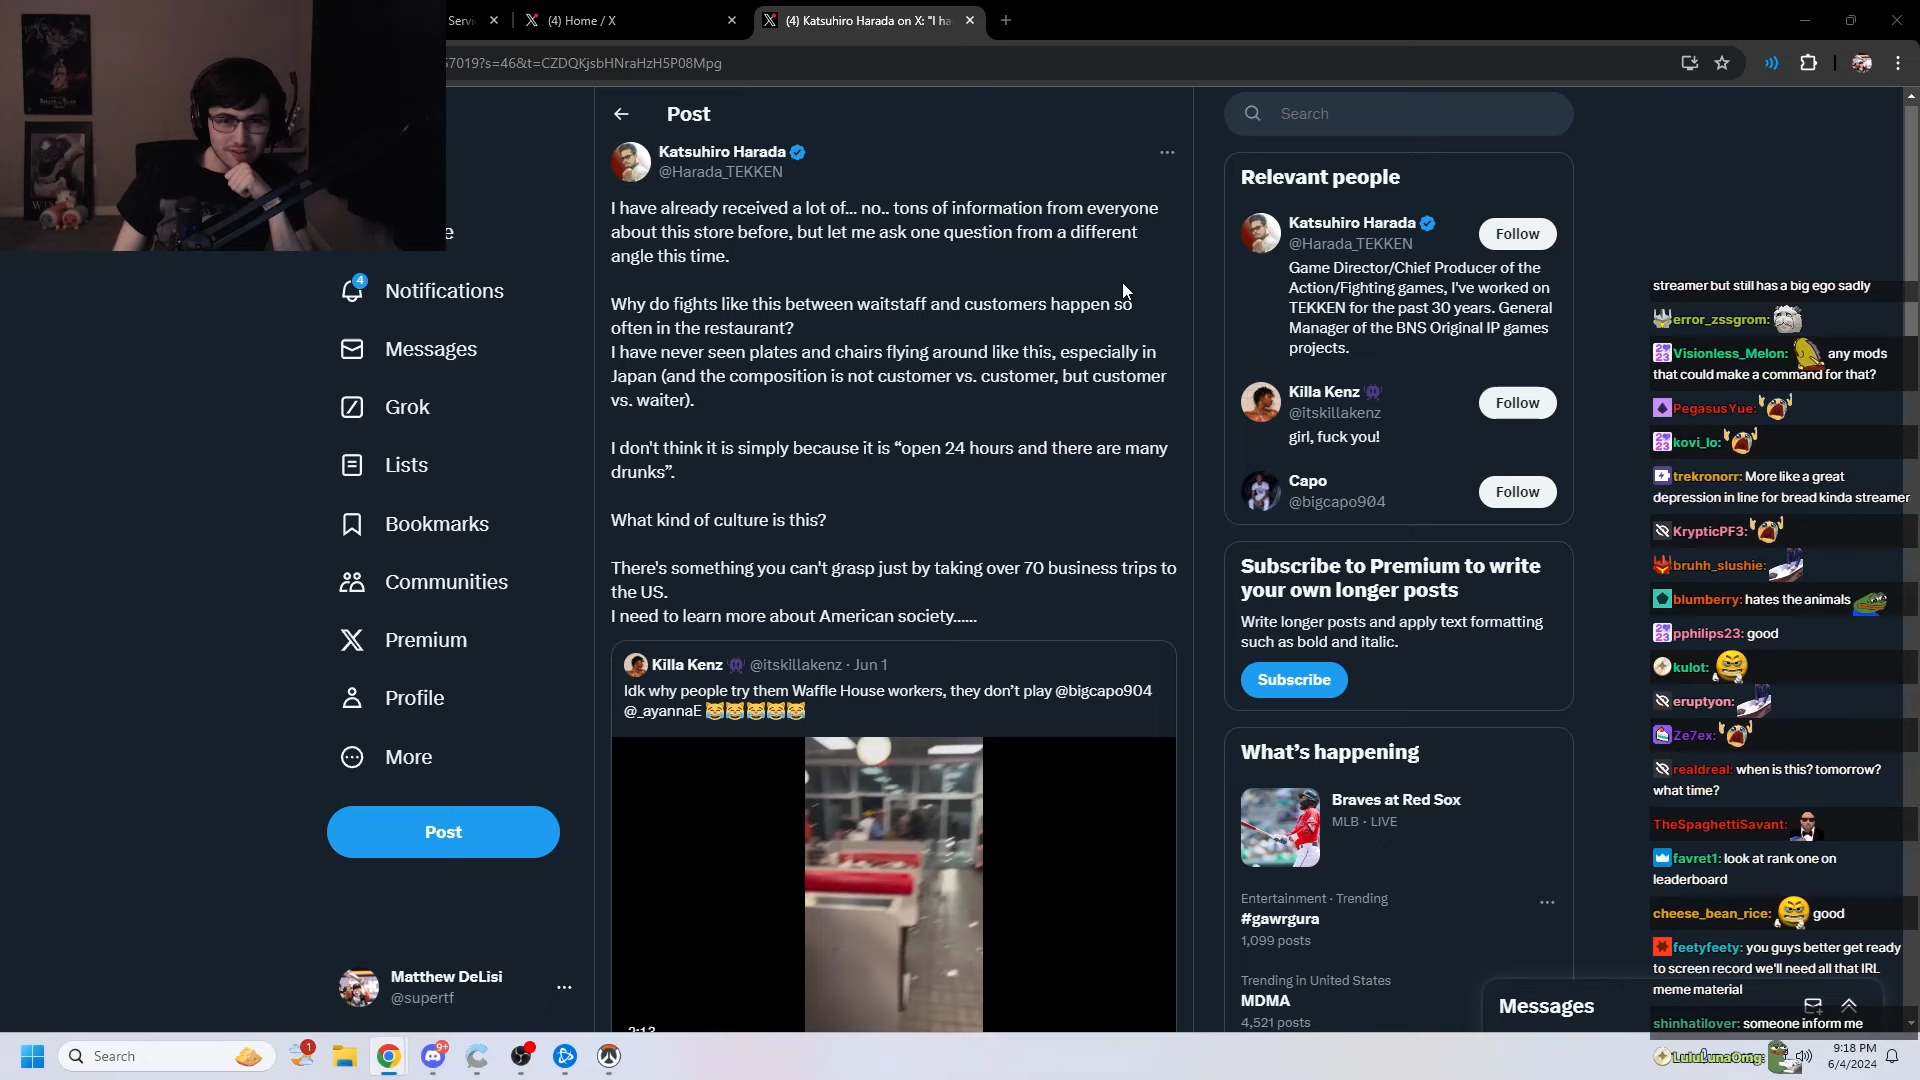 Servi
(4) Home / X
(4) Katsuhiro Harada on X: "I ha
57019?s=46&t=CZDQKjsbHNraHzH5P08Mpg
Notifications
4
Messages
Grok
Lists
Bookmarks
Communities
Premium
Profile
More
Post
Matthew DeLisi
@supertf
Post
Katsuhiro Harada
@Harada_TEKKEN
I have already received a lot of... no.. tons of information from everyone
about this store before, but let me ask one question from a different
angle this time.
Why do fights like this between waitstaff and customers happen so
often in the restaurant?
I have never seen plates and chairs flying around like this, especially in
Japan (and the composition is not customer vs. customer, but customer
vs. waiter).
I don't think it is simply because it is “open 24 hours and there are many
drunks”.
What kind of culture is this?
There's something you can't grasp just by taking over 70 business trips to
the US.
I need to learn more about American society......
Killa Kenz @itskillakenz · Jun 1
Idk why people try them Waffle House workers, they don’t play @bigcapo904
@_ayannaE
2:13
Search
Relevant people
Katsuhiro Harada
@Harada_TEKKEN
Follow
Game Director/Chief Producer of the
Action/Fighting games, I've worked on
TEKKEN for the past 30 years. General
Manager of the BNS Original IP games
projects.
Killa Kenz
@itskillakenz
Follow
girl, fuck you!
Capo
@bigcapo904
Follow
Subscribe to Premium to write
your own longer posts
Write longer posts and apply text formatting
such as bold and italic.
Subscribe
What’s happening
Braves at Red Sox
MLB · LIVE
Entertainment · Trending
#gawrgura
1,099 posts
Trending in United States
MDMA
4,521 posts
Messages
streamer but still has a big ego sadly
error_zssgrom:
Visionless_Melon: any mods
that could make a command for that?
PegasusYue:
kovi_lo:
trekronorr: More like a great
depression in line for bread kinda streamer
KrypticPF3:
bruhh_slushie:
blumberry: hates the animals
pphilips23: good
kulot:
eruptyon:
Ze7ex:
realdreal: when is this? tomorrow?
what time?
TheSpaghettiSavant:
favret1: look at rank one on
leaderboard
cheese_bean_rice: good
feetyfeety: you guys better get ready
to screen record we'll need all that IRL
meme material
shinhatilover: someone inform me
LuluLunaOmg:
Search
1
9+
9:18 PM
6/4/2024